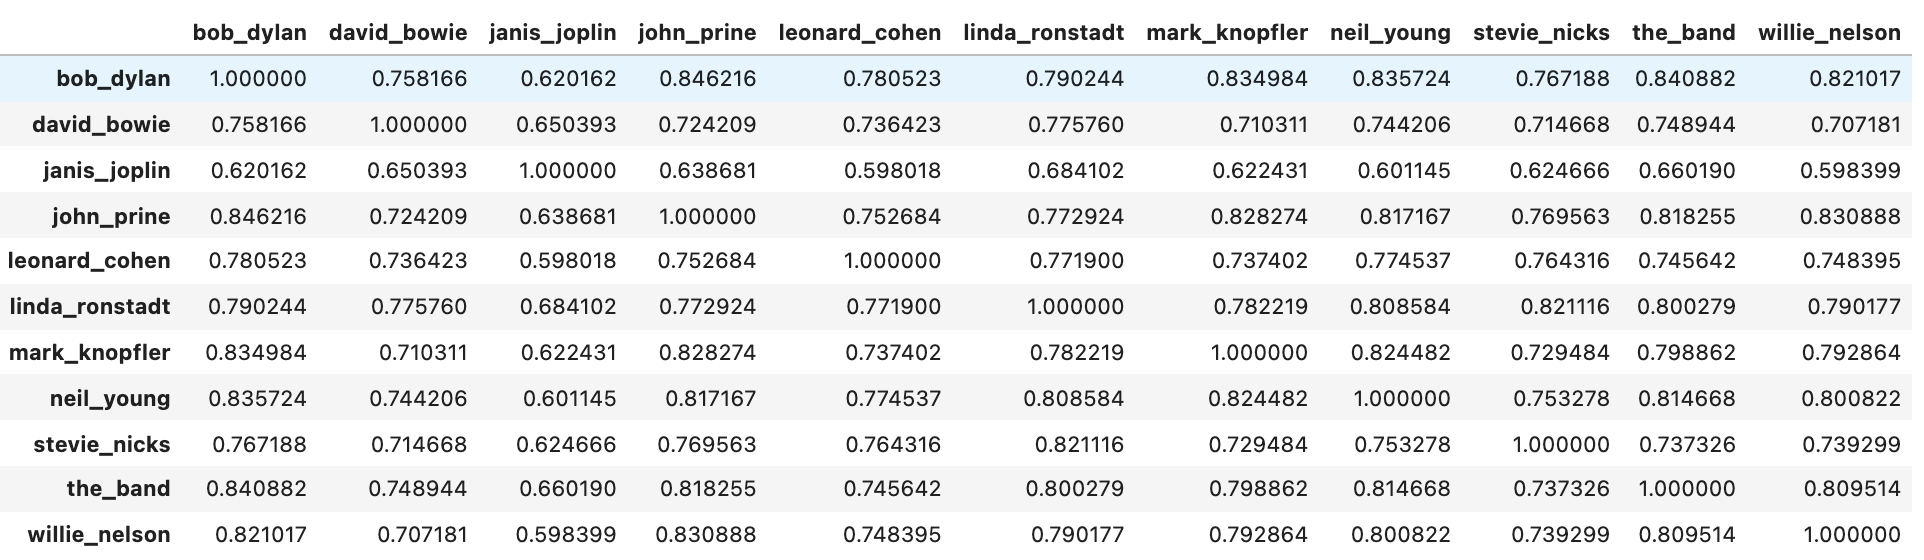 bob_dylan david_bowie janis_joplin john_prine leonard_cohen linda_ronstadt mark_knopfler neil_young stevie_nicks the_band willie_nelson
bob_dylan 1.000000 0.758166 0.620162 0.846216 0.780523 0.790244 0.834984 0.835724 0.767188 0.840882 0.821017
david_bowie 0.758166 1.000000 0.650393 0.724209 0.736423 0.775760 0.710311 0.744206 0.714668 0.748944 0.707181
janis_joplin 0.620162 0.650393 1.000000 0.638681 0.598018 0.684102 0.622431 0.601145 0.624666 0.660190 0.598399
john_prine 0.846216 0.724209 0.638681 1.000000 0.752684 0.772924 0.828274 0.817167 0.769563 0.818255 0.830888
leonard_cohen 0.780523 0.736423 0.598018 0.752684 1.000000 0.771900 0.737402 0.774537 0.764316 0.745642 0.748395
linda_ronstadt 0.790244 0.775760 0.684102 0.772924 0.771900 1.000000 0.782219 0.808584 0.821116 0.800279 0.790177
mark_knopfler 0.834984 0.710311 0.622431 0.828274 0.737402 0.782219 1.000000 0.824482 0.729484 0.798862 0.792864
neil_young 0.835724 0.744206 0.601145 0.817167 0.774537 0.808584 0.824482 1.000000 0.753278 0.814668 0.800822
stevie_nicks 0.767188 0.714668 0.624666 0.769563 0.764316 0.821116 0.729484 0.753278 1.000000 0.737326 0.739299
the_band 0.840882 0.748944 0.660190 0.818255 0.745642 0.800279 0.798862 0.814668 0.737326 1.000000 0.809514
willie_nelson 0.821017 0.707181 0.598399 0.830888 0.748395 0.790177 0.792864 0.800822 0.739299 0.809514 1.000000